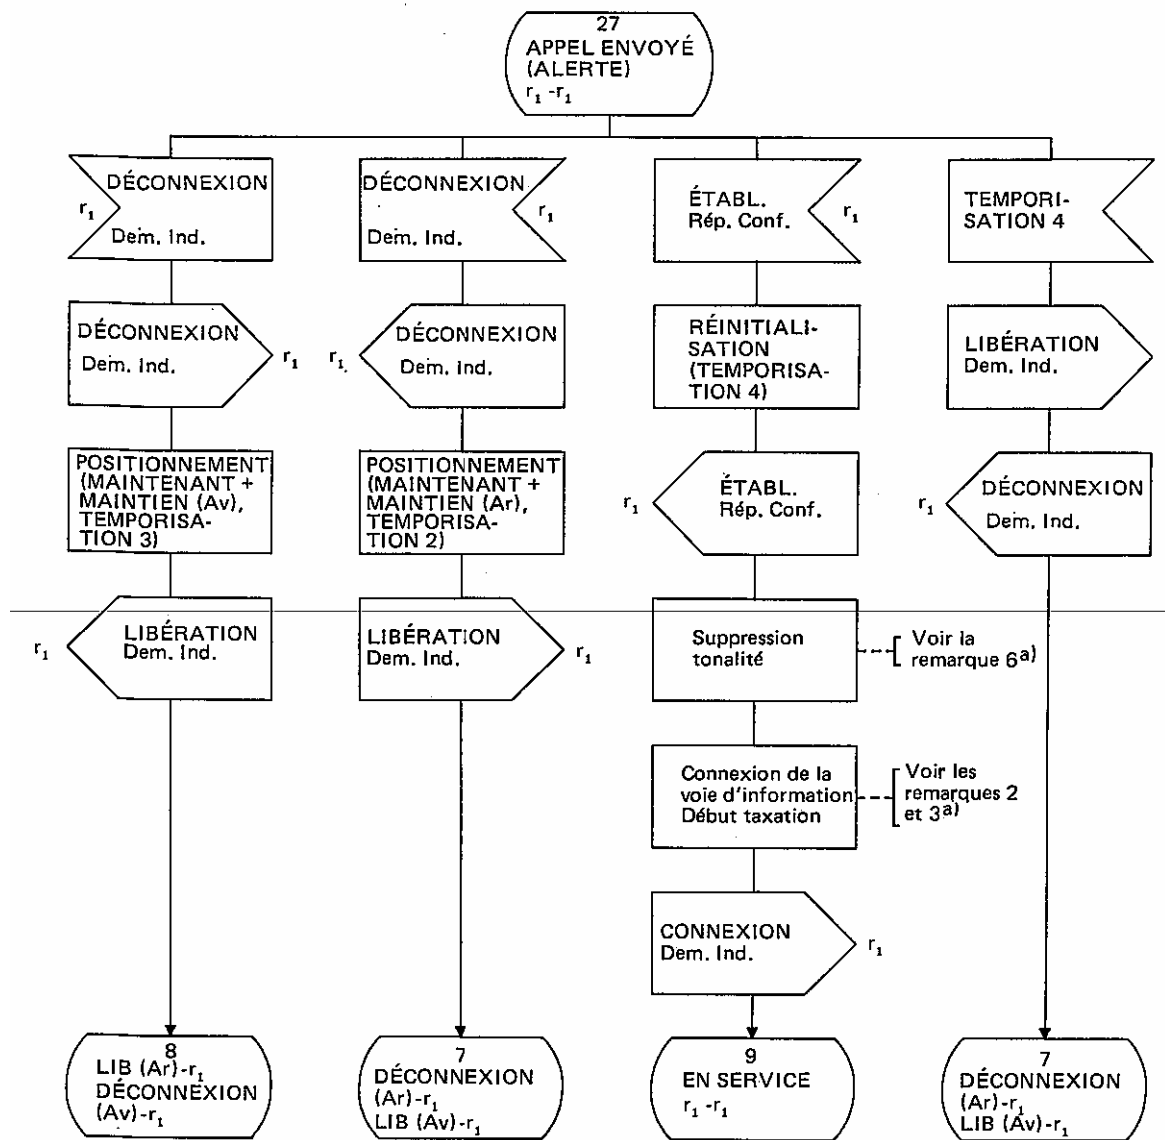 27
APPEL ENVOYÉ
(ALERTE)
r₁ -r₁
DÉCONNEXION
r₁
Dem. Ind.
DÉCONNEXION
r₁
Dem. Ind.
ÉTABL.
Rép. Conf.
r₁
TEMPORI-
SATION 4
DÉCONNEXION
Dem. Ind.
r₁
r₁
DÉCONNEXION
Dem. Ind.
RÉINITIALI-
SATION
(TEMPORISA-
TION 4)
LIBÉRATION
Dem. Ind.
POSITIONNEMENT
(MAINTENANT +
MAINTIEN (Av),
TEMPORISA-
TION 3)
POSITIONNEMENT
(MAINTENANT +
MAINTIEN (Ar),
TEMPORISA-
TION 2)
r₁
ÉTABL.
Rép. Conf.
r₁
DÉCONNEXION
Dem. Ind.
r₁
LIBÉRATION
Dem. Ind.
LIBÉRATION
Dem. Ind.
r₁
Suppression
tonalité
Voir la
remarque 6a)
Connexion de la
voie d'information
Début taxation
Voir les
remarques 2
et 3a)
CONNEXION
Dem. Ind.
r₁
8
LIB (Ar)-r₁
DÉCONNEXION
(Av)-r₁
7
DÉCONNEXION
(Ar)-r₁
LIB (Av)-r₁
9
EN SERVICE
r₁ -r₁
7
DÉCONNEXION
(Ar)-r₁
LIB (Av)-r₁